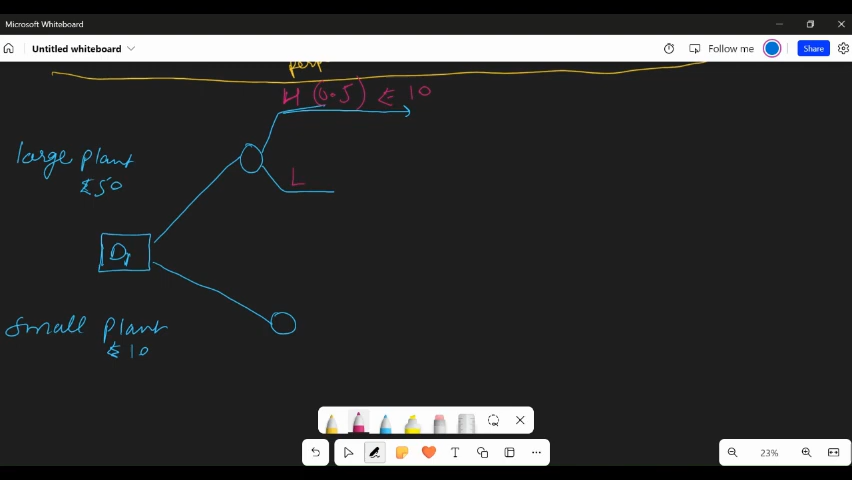 Microsoft Whiteboard
Untitled whiteboard
Follow me
Share
H (0.5) € 10
large plant
€50
L
D1
Small plant
€10
T
23%